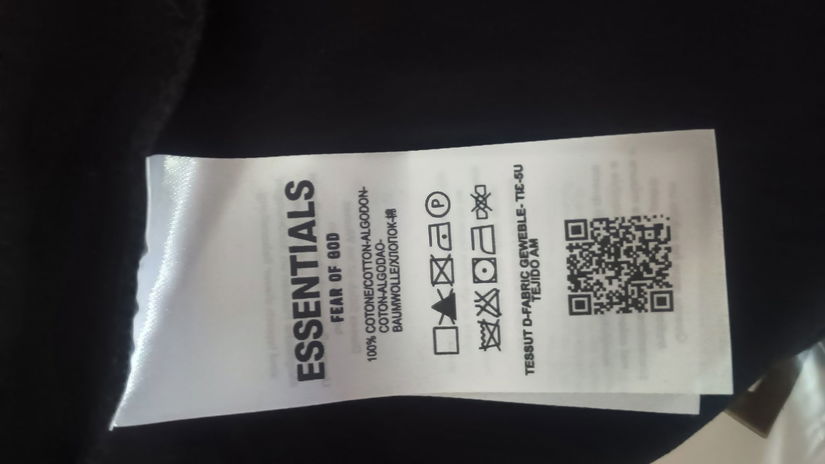 ESSENTIALS
FEAR OF GOD
100% COTONE/COTTON-ALGODON-
COTON-ALGODAO-
BAUMWOLLE/ХЛОПОК-棉
P
TESSUT D-FABRIC GEWEBLE- TIE-5U
TEJIDO AM